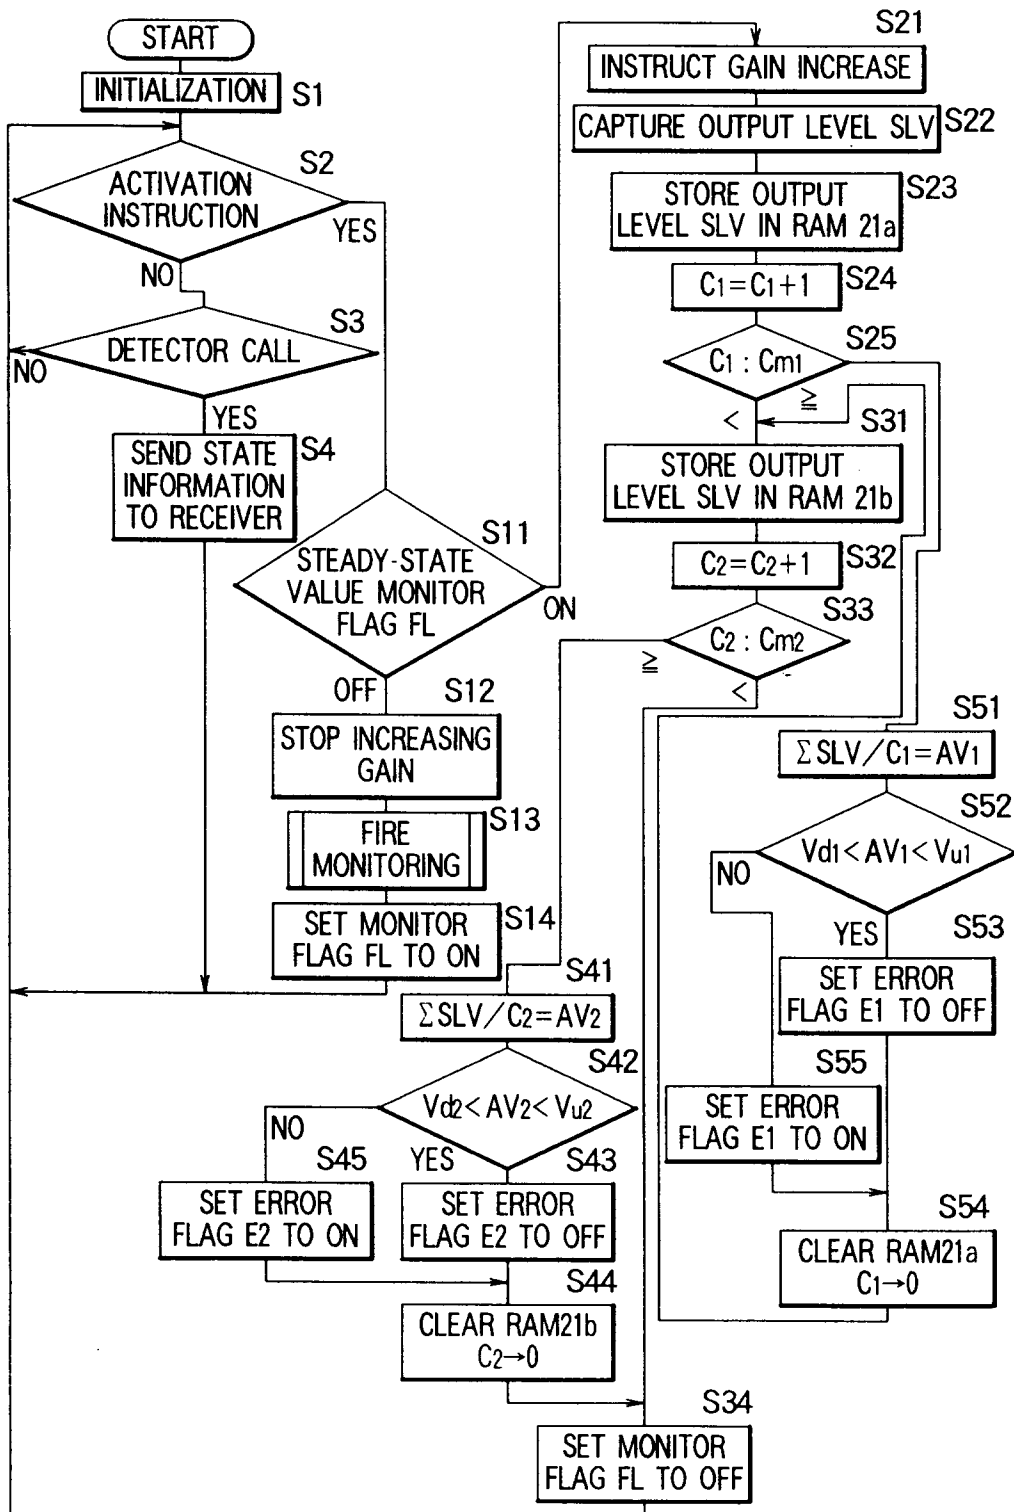 START
INITIALIZATION
S1
ACTIVATION
INSTRUCTION
S2
YES
NO
DETECTOR CALL
S3
NO
YES
SEND STATE
INFORMATION
TO RECEIVER
S4
STEADY-STATE
VALUE MONITOR
FLAG FL
S11
ON
OFF
STOP INCREASING
GAIN
S12
FIRE
MONITORING
S13
SET MONITOR
FLAG FL TO ON
S14
INSTRUCT GAIN INCREASE
S21
CAPTURE OUTPUT LEVEL SLV
S22
STORE OUTPUT
LEVEL SLV IN RAM 21a
S23
C1=C1+1
S24
C1 : Cm1
S25
≧
<
S31
STORE OUTPUT
LEVEL SLV IN RAM 21b
C2=C2+1
S32
C2 : Cm2
S33
≧
<
S41
ΣSLV/C2=AV2
S42
Vd2<AV2<Vu2
NO
YES
S45
SET ERROR
FLAG E2 TO ON
S43
SET ERROR
FLAG E2 TO OFF
S44
CLEAR RAM21b
C2→0
S51
ΣSLV/C1=AV1
S52
Vd1<AV1<Vu1
NO
YES
S53
SET ERROR
FLAG E1 TO OFF
S55
SET ERROR
FLAG E1 TO ON
S54
CLEAR RAM21a
C1→0
S34
SET MONITOR
FLAG FL TO OFF